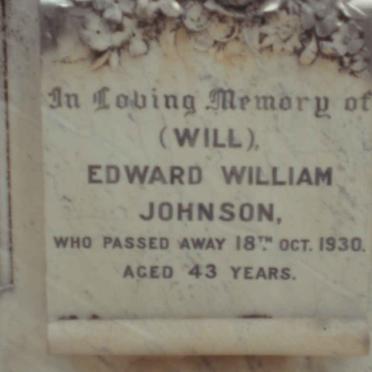 In Loving Memory of
(WILL),
EDWARD WILLIAM
JOHNSON,
WHO PASSED AWAY 18TH OCT. 1930.
AGED 43 YEARS.